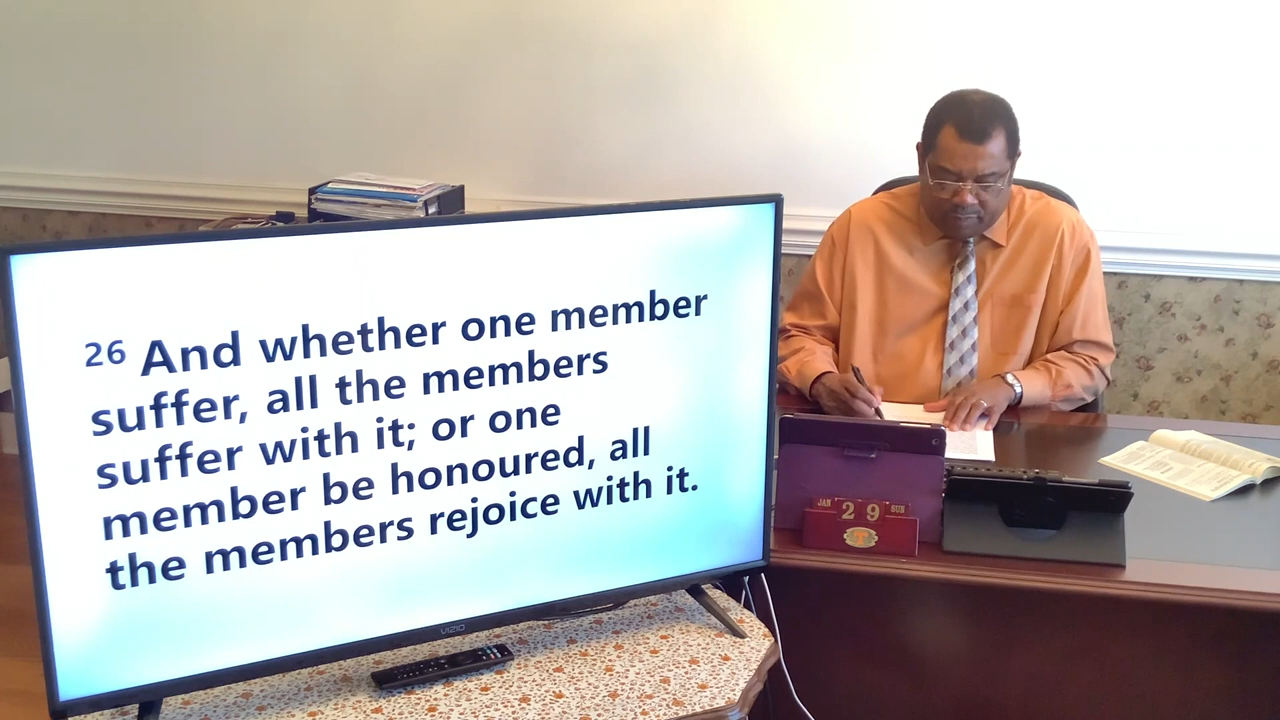 26 And whether one member
suffer, all the members
suffer with it; or one
member be honoured, all
the members rejoice with it.
VIZIO
JAN 29 SUN
T